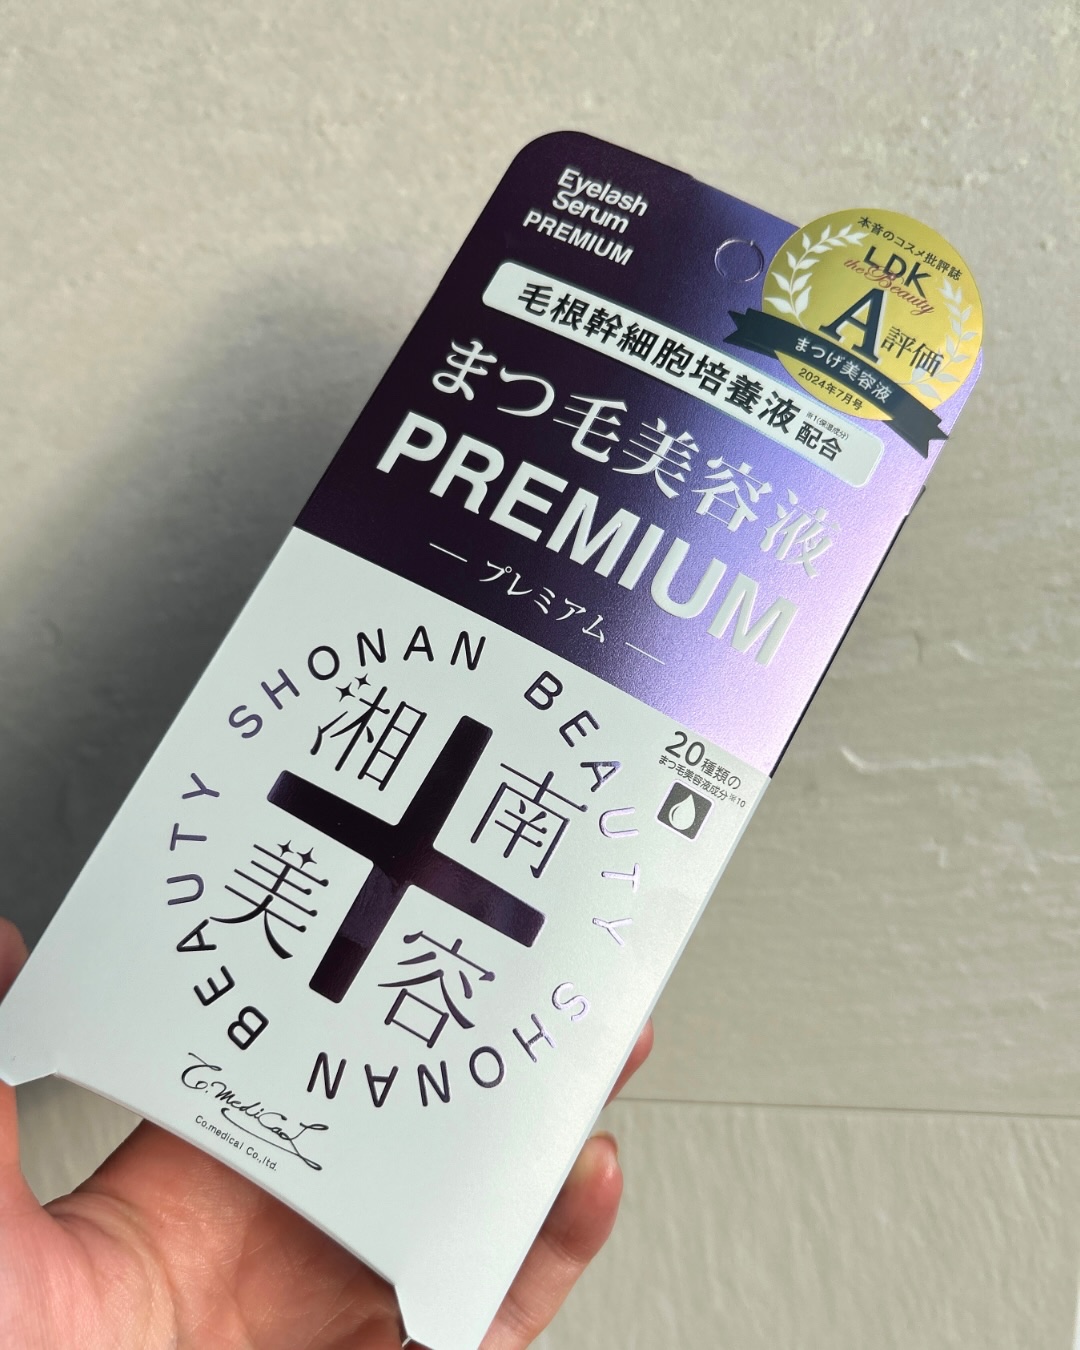 Eyelash
Serum
PREMIUM
本音のコスメ批評誌
LDK
the Beauty
A評価
まつげ美容液
2024年7月号
毛根幹細胞培養液※1(保湿成分)配合
まつ毛美容液
PREMIUM
プレミアム
20種類の
まつ毛美容液成分※10
SHONAN BEAUTY SHONAN BEAUTY
湘南
美容
Co.medical
Co.medical Co.,ltd.